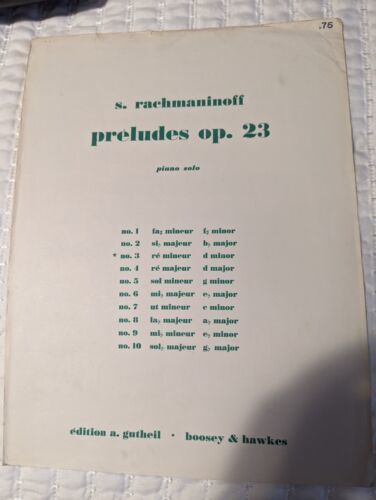 .75
s. rachmaninoff
preludes op. 23
piano solo
no. 1 fa♯ mineur f♯ minor
no. 2 si♭ majeur b♭ major
* no. 3 ré mineur d minor
no. 4 ré majeur d major
no. 5 sol mineur g minor
no. 6 mi♭ majeur e♭ major
no. 7 ut mineur c minor
no. 8 la♭ majeur a♭ major
no. 9 mi♭ mineur e♭ minor
no. 10 sol♭ majeur g♭ major
édition a. gutheil · boosey & hawkes